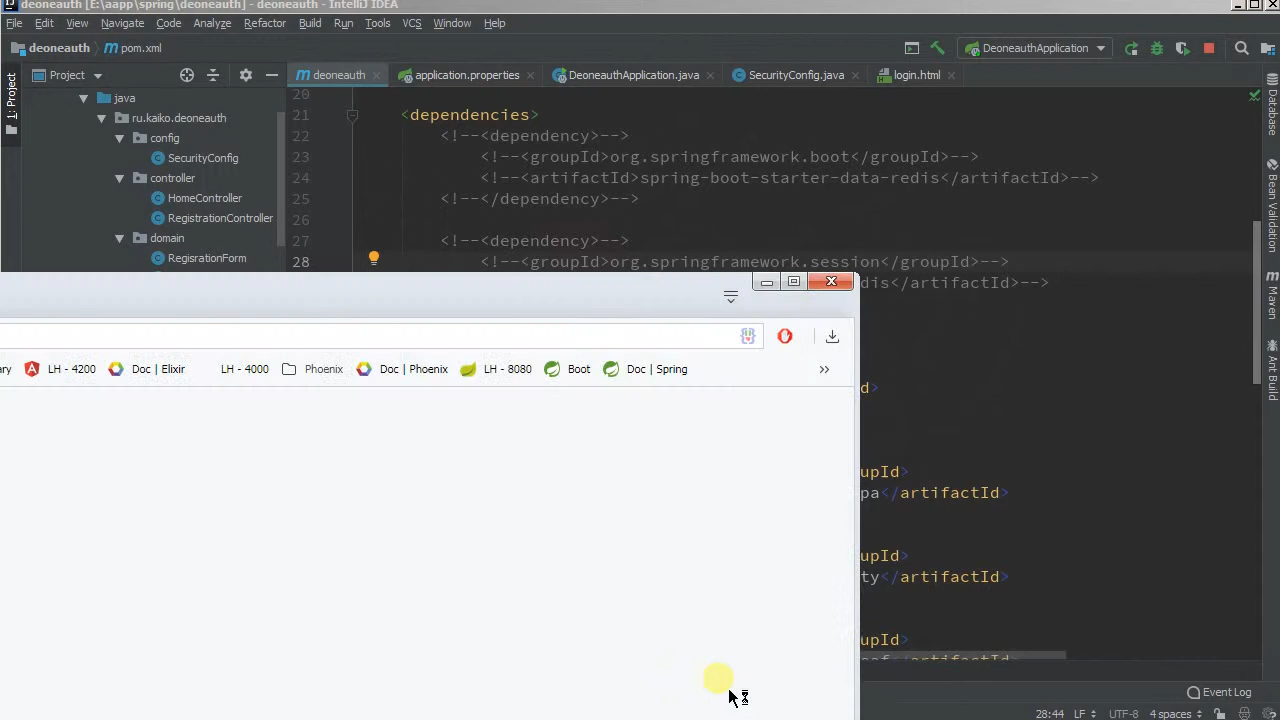 deoneauth [E:\aapp\spring\deoneauth] - deoneauth - IntelliJ IDEA
File Edit View Navigate Code Analyze Refactor Build Run Tools VCS Window Help
deoneauth pom.xml DeoneauthApplication
1: Project
Project
deoneauth application.properties DeoneauthApplication.java SecurityConfig.java login.html
java
ru.kaiko.deoneauth
config
SecurityConfig
controller
HomeController
RegistrationController
domain
RegisrationForm
20
21 <dependencies>
22 <!--<dependency>-->
23 <!--<groupId>org.springframework.boot</groupId>-->
24 <!--<artifactId>spring-boot-starter-data-redis</artifactId>-->
25 <!--</dependency>-->
26
27 <!--<dependency>-->
28 <!--<groupId>org.springframework.session</groupId>-->
dis</artifactId>-->
d>
upId>
pa</artifactId>
upId>
ty</artifactId>
upId>
</artifactId>
Database
Bean Validation
Maven
Ant Build
ary LH - 4200 Doc | Elixir LH - 4000 Phoenix Doc | Phoenix LH - 8080 Boot Doc | Spring »
Event Log
28:44 LF UTF-8 4 spaces